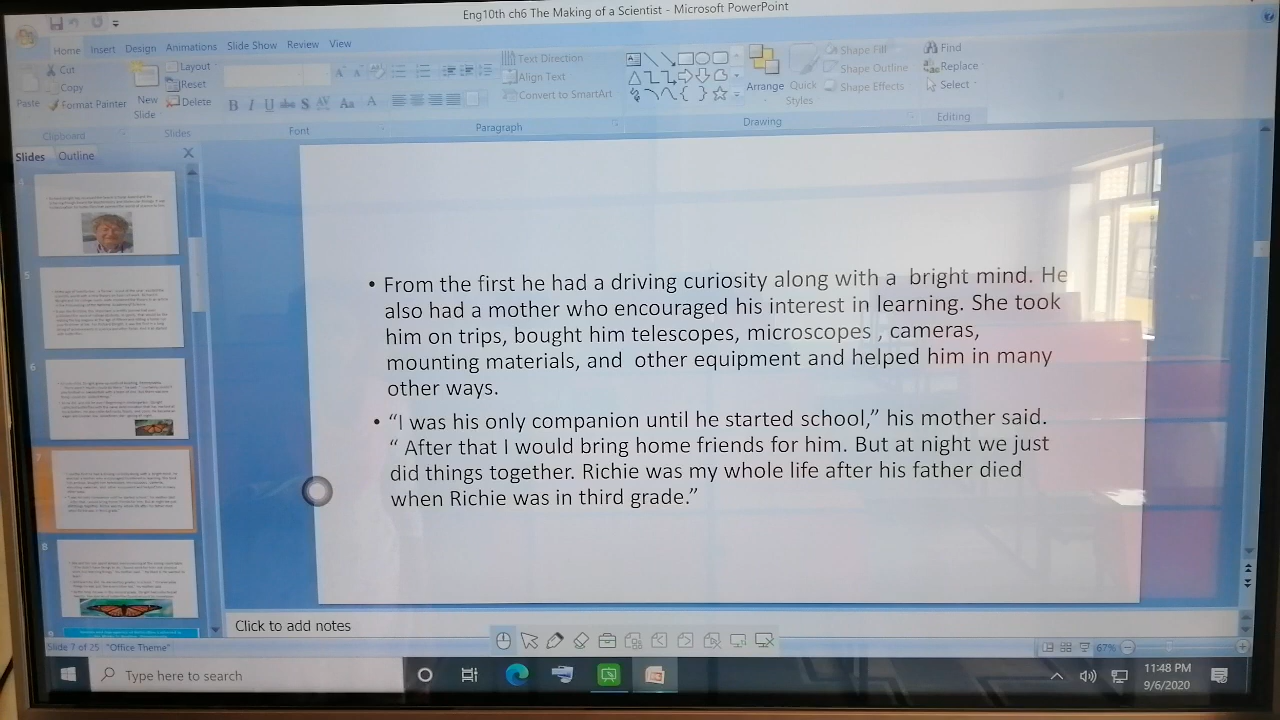 Eng10th ch6 The Making of a Scientist - Microsoft PowerPoint
Home Insert Design Animations Slide Show Review View
Paste
Cut
Copy
Format Painter
Clipboard
New
Slide
Layout
Reset
Delete
Slides
B I U abc S AV Aa A
Font
Text Direction
Align Text
Convert to SmartArt
Paragraph
Arrange
Quick
Styles
Shape Fill
Shape Outline
Shape Effects
Drawing
Find
Replace
Select
Editing
Slides Outline
5
6
7
8
• From the first he had a driving curiosity along with a bright mind. He
also had a mother who encouraged his interest in learning. She took
him on trips, bought him telescopes, microscopes , cameras,
mounting materials, and other equipment and helped him in many
other ways.
• “I was his only companion until he started school,” his mother said.
“ After that I would bring home friends for him. But at night we just
did things together. Richie was my whole life after his father died
when Richie was in third grade.”
Click to add notes
Slide 7 of 25 "Office Theme"
67%
Type here to search
11:48 PM
9/6/2020